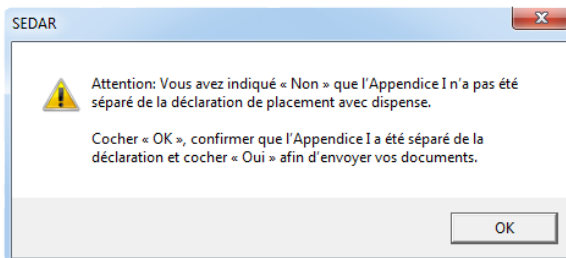 SEDAR
Attention: Vous avez indiqué « Non » que l'Appendice I n'a pas été
séparé de la déclaration de placement avec dispense.
Cocher « OK », confirmer que l'Appendice I a été séparé de la
déclaration et cocher « Oui » afin d'envoyer vos documents.
OK